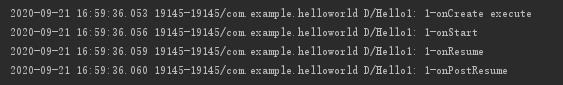 2020-09-21 16:59:36.053 19145-19145/com.example.helloworld D/Hello1: 1-onCreate execute
2020-09-21 16:59:36.056 19145-19145/com.example.helloworld D/Hello1: 1-onStart
2020-09-21 16:59:36.059 19145-19145/com.example.helloworld D/Hello1: 1-onResume
2020-09-21 16:59:36.060 19145-19145/com.example.helloworld D/Hello1: 1-onPostResume